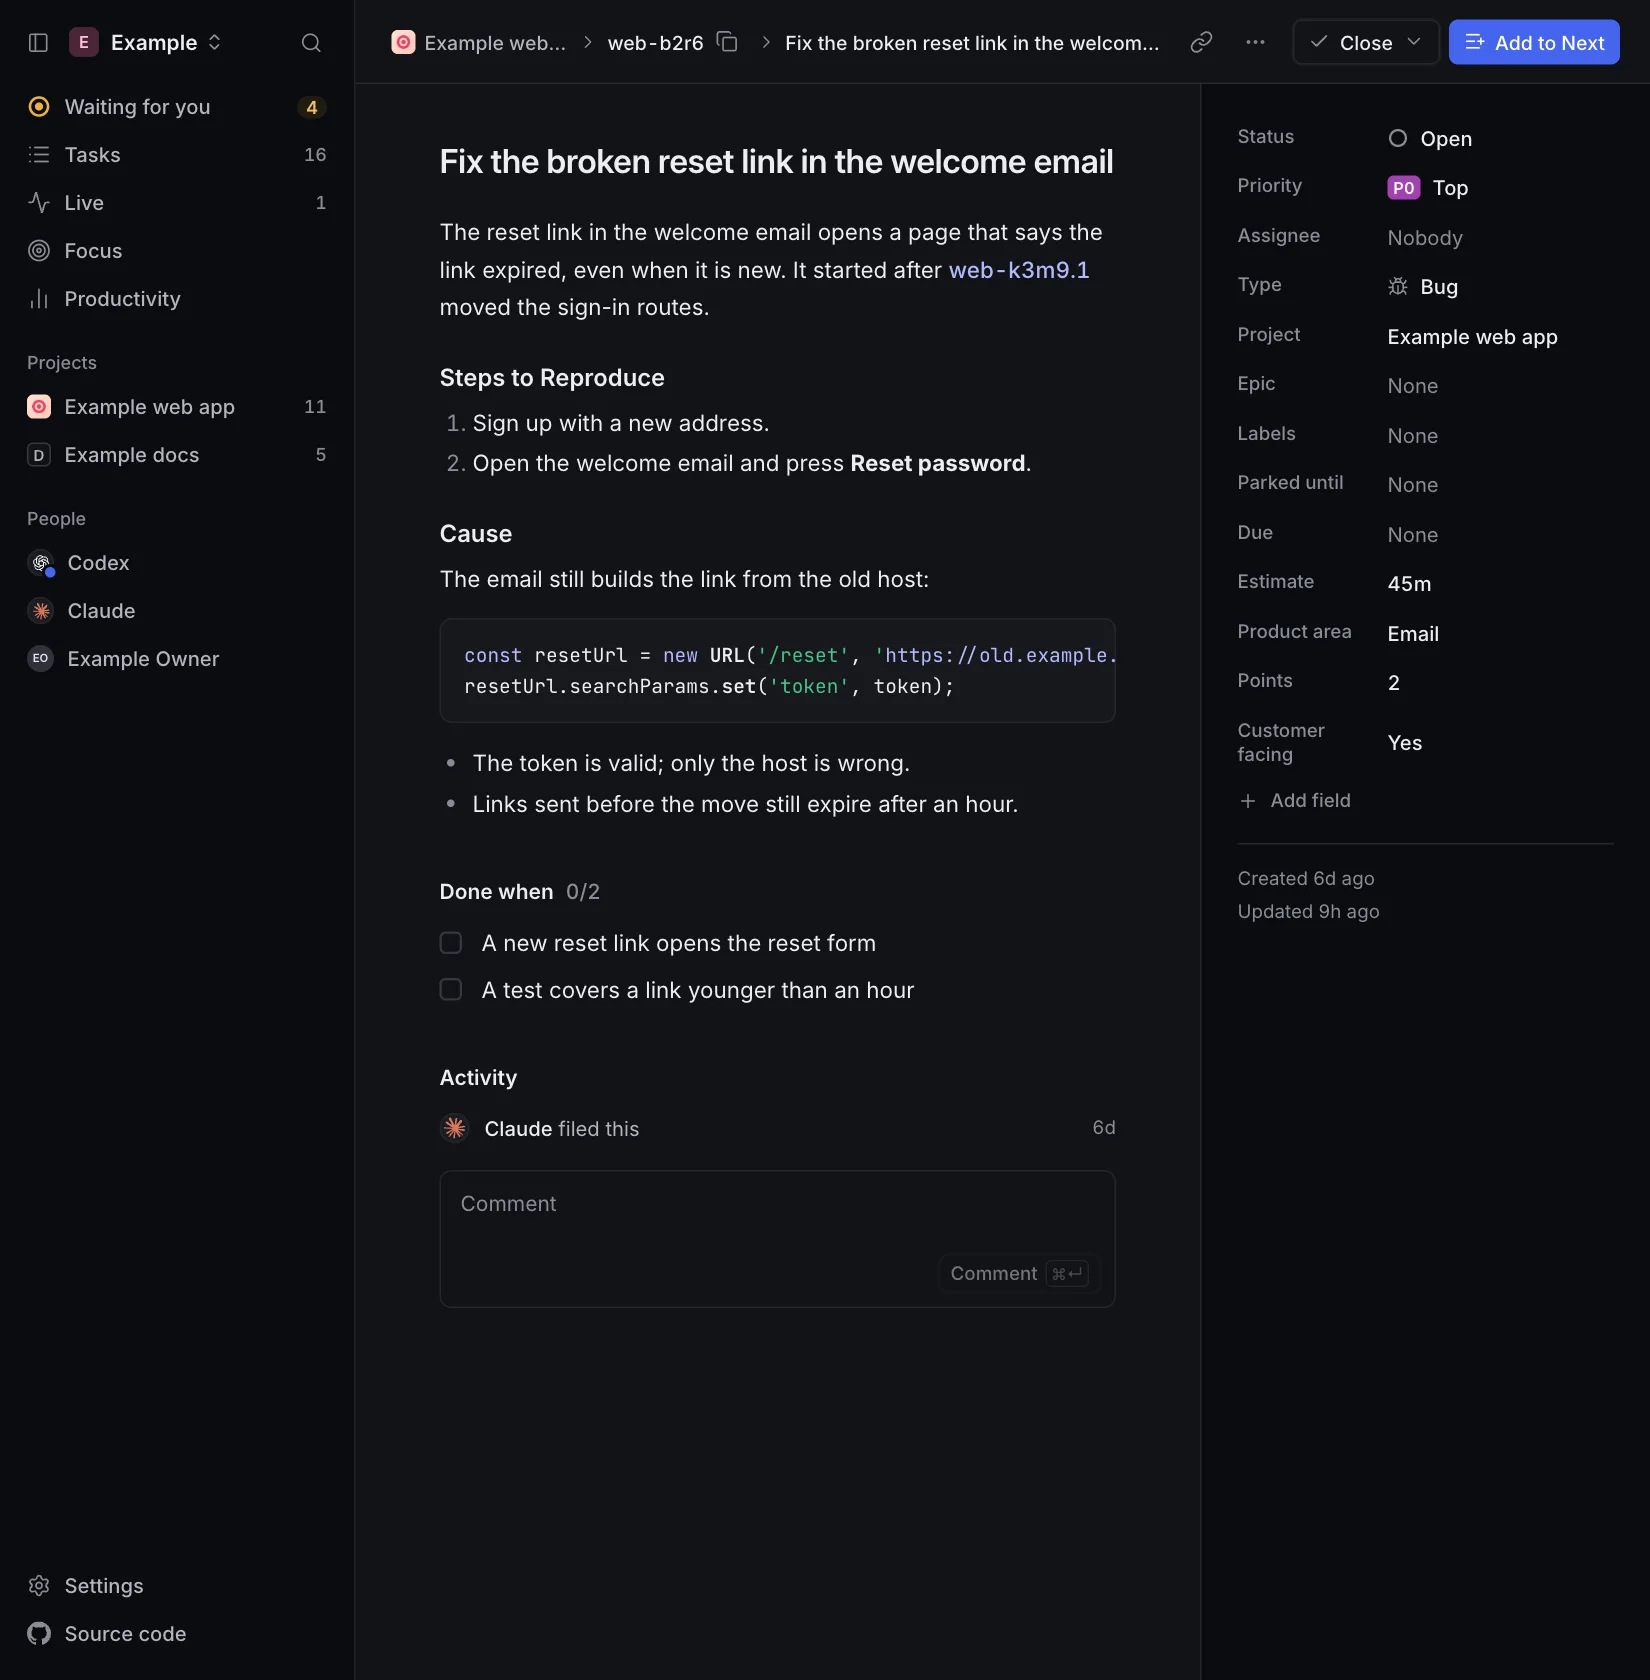 E Example
Waiting for you 4
Tasks 16
Live 1
Focus
Productivity
Projects
Example web app 11
D Example docs 5
People
Codex
Claude
EO Example Owner
Settings
Source code
Example web... > web-b2r6 > Fix the broken reset link in the welcom...
Close
Add to Next
Fix the broken reset link in the welcome email
The reset link in the welcome email opens a page that says the
link expired, even when it is new. It started after web-k3m9.1
moved the sign-in routes.
Steps to Reproduce
1. Sign up with a new address.
2. Open the welcome email and press Reset password.
Cause
The email still builds the link from the old host:
const resetUrl = new URL('/reset', 'https://old.example.
resetUrl.searchParams.set('token', token);
• The token is valid; only the host is wrong.
• Links sent before the move still expire after an hour.
Done when 0/2
A new reset link opens the reset form
A test covers a link younger than an hour
Activity
Claude filed this 6d
Comment
Comment ⌘↵
Status Open
Priority P0 Top
Assignee Nobody
Type Bug
Project Example web app
Epic None
Labels None
Parked until None
Due None
Estimate 45m
Product area Email
Points 2
Customer
facing Yes
+ Add field
Created 6d ago
Updated 9h ago